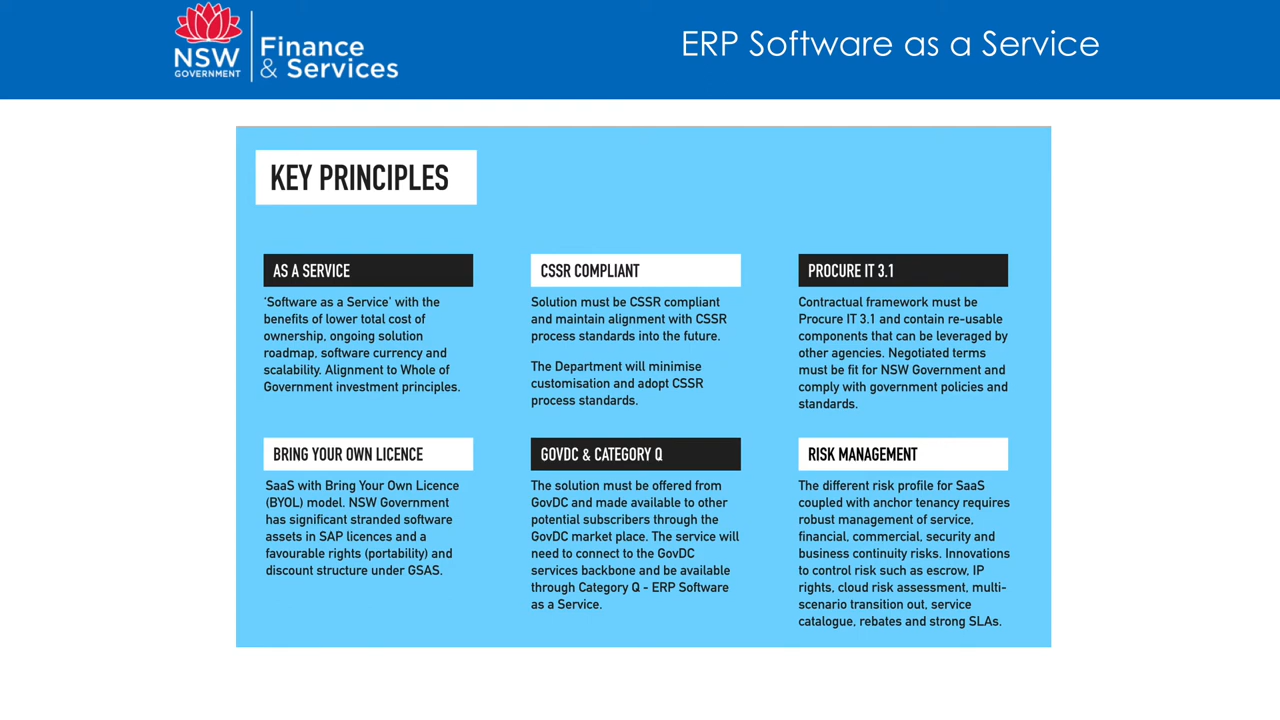 NSW
GOVERNMENT
Finance
& Services
ERP Software as a Service
KEY PRINCIPLES
AS A SERVICE
‘Software as a Service’ with the
benefits of lower total cost of
ownership, ongoing solution
roadmap, software currency and
scalability. Alignment to Whole of
Government investment principles.
CSSR COMPLIANT
Solution must be CSSR compliant
and maintain alignment with CSSR
process standards into the future.
The Department will minimise
customisation and adopt CSSR
process standards.
PROCURE IT 3.1
Contractual framework must be
Procure IT 3.1 and contain re-usable
components that can be leveraged by
other agencies. Negotiated terms
must be fit for NSW Government and
comply with government policies and
standards.
BRING YOUR OWN LICENCE
SaaS with Bring Your Own Licence
(BYOL) model. NSW Government
has significant stranded software
assets in SAP licences and a
favourable rights (portability) and
discount structure under GSAS.
GOVDC & CATEGORY Q
The solution must be offered from
GovDC and made available to other
potential subscribers through the
GovDC market place. The service will
need to connect to the GovDC
services backbone and be available
through Category Q - ERP Software
as a Service.
RISK MANAGEMENT
The different risk profile for SaaS
coupled with anchor tenancy requires
robust management of service,
financial, commercial, security and
business continuity risks. Innovations
to control risk such as escrow, IP
rights, cloud risk assessment, multi-
scenario transition out, service
catalogue, rebates and strong SLAs.